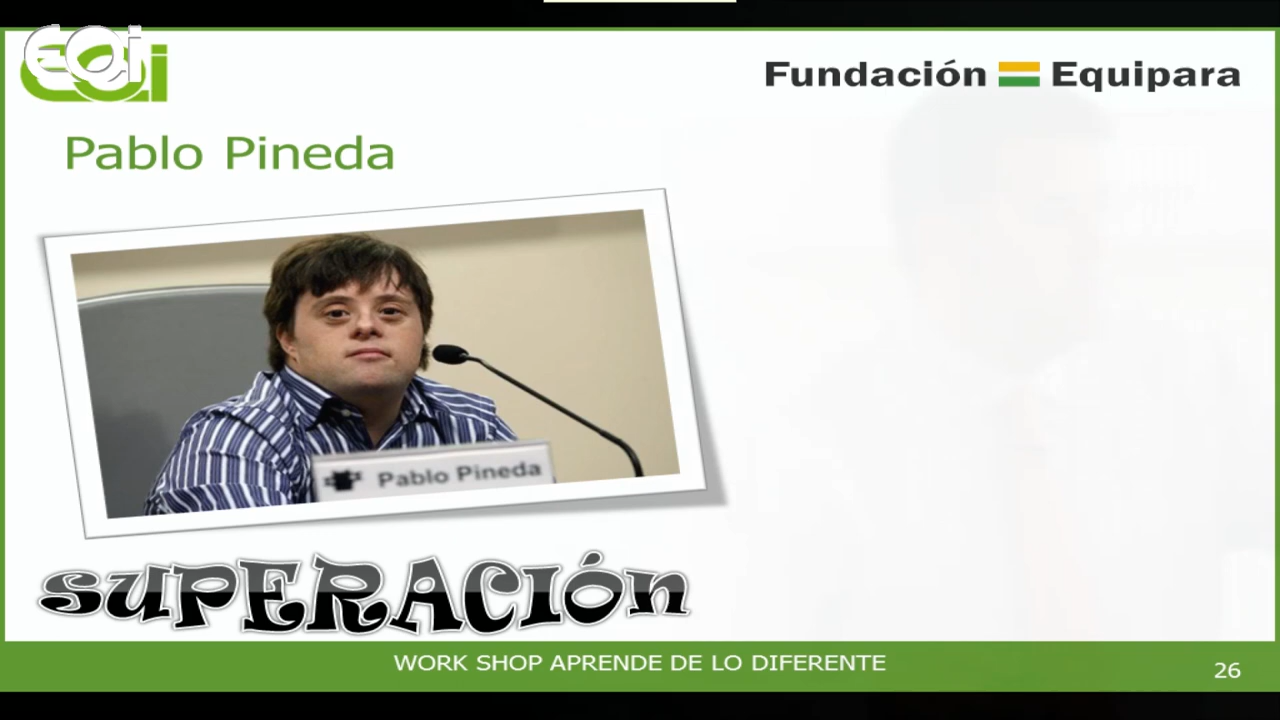 eoi
Fundación Equipara
Pablo Pineda
Pablo Pineda
SUPERACIÓn
WORK SHOP APRENDE DE LO DIFERENTE
26